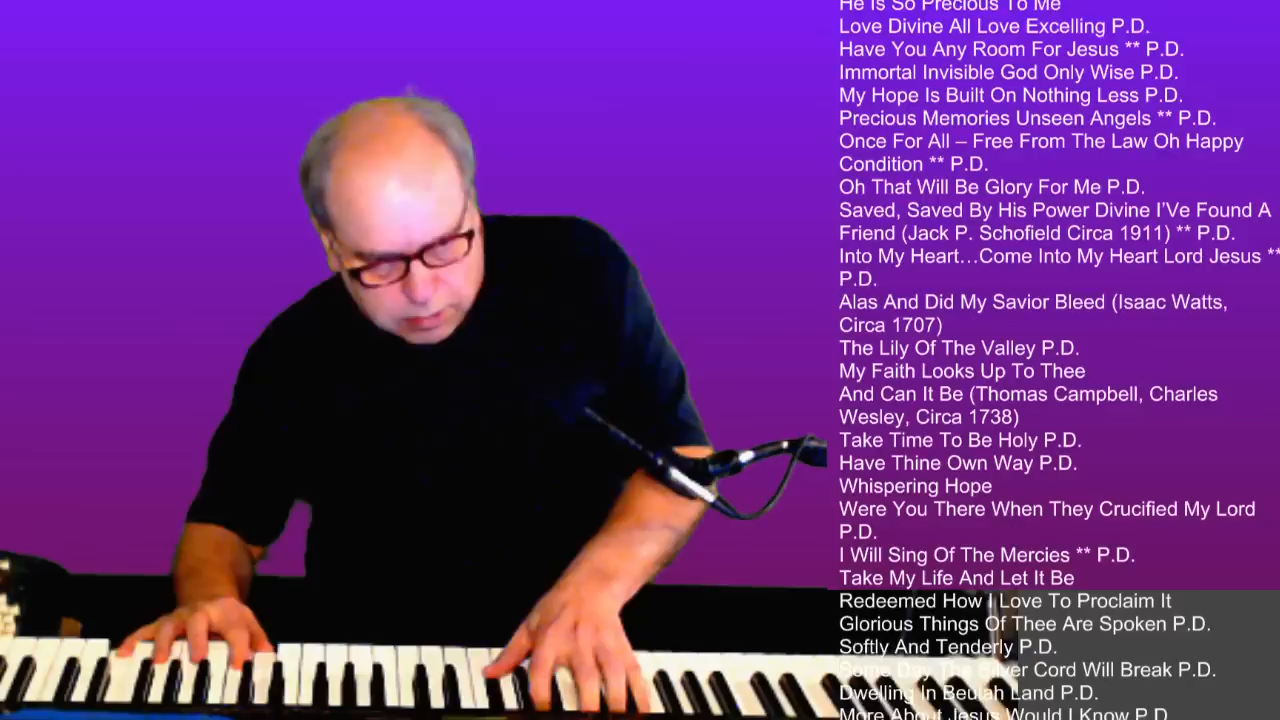 He Is So Precious To Me
Love Divine All Love Excelling P.D.
Have You Any Room For Jesus ** P.D.
Immortal Invisible God Only Wise P.D.
My Hope Is Built On Nothing Less P.D.
Precious Memories Unseen Angels ** P.D.
Once For All – Free From The Law Oh Happy
Condition ** P.D.
Oh That Will Be Glory For Me P.D.
Saved, Saved By His Power Divine I'Ve Found A
Friend (Jack P. Schofield Circa 1911) ** P.D.
Into My Heart…Come Into My Heart Lord Jesus **
P.D.
Alas And Did My Savior Bleed (Isaac Watts,
Circa 1707)
The Lily Of The Valley P.D.
My Faith Looks Up To Thee
And Can It Be (Thomas Campbell, Charles
Wesley, Circa 1738)
Take Time To Be Holy P.D.
Have Thine Own Way P.D.
Whispering Hope
Were You There When They Crucified My Lord
P.D.
I Will Sing Of The Mercies ** P.D.
Take My Life And Let It Be
Redeemed How I Love To Proclaim It
Glorious Things Of Thee Are Spoken P.D.
Softly And Tenderly P.D.
Some Day The Silver Cord Will Break P.D.
Dwelling In Beulah Land P.D.
More About Jesus Would I Know P.D.